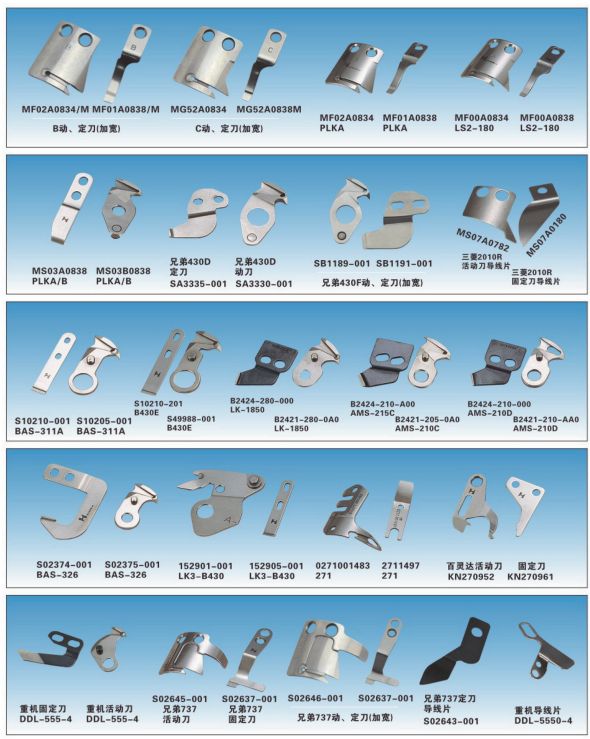 B
C
MF02A0834/M MF01A0838/M
B动、定刀(加宽)
MG52A0834 MG52A0838M
C动、定刀(加宽)
MF02A0834
PLKA
MF01A0838
PLKA
MF00A0834
LS2-180
MF00A0838
LS2-180
MS03A0838
PLKA/B
MS03B0838
PLKA/B
兄弟430D
定刀
SA3335-001
兄弟430D
动刀
SA3330-001
SB1189-001
SB1191-001
兄弟430F动、定刀(加宽)
MS07A0782
三菱2010R
活动刀导线片
MS07A0180
三菱2010R
固定刀导线片
S10210-001
BAS-311A
S10205-001
BAS-311A
S10210-201
B430E
S49988-001
B430E
B2424-280-000
LK-1850
B2421-280-0A0
LK-1850
B2424-210-A00
AMS-215C
B2421-205-0A0
AMS-210C
B2424-210-000
AMS-210D
B2421-210-AA0
AMS-210D
S02374-001
BAS-326
S02375-001
BAS-326
A
152901-001
LK3-B430
152905-001
LK3-B430
0271001483
271
2711497
271
百灵达活动刀
KN270952
固定刀
KN270961
重机固定刀
DDL-555-4
重机活动刀
DDL-555-4
S02645-001
兄弟737
活动刀
S02637-001
兄弟737
固定刀
S02646-001
S02637-001
兄弟737动、定刀(加宽)
兄弟737定刀
导线片
S02643-001
重机导线片
DDL-5550-4